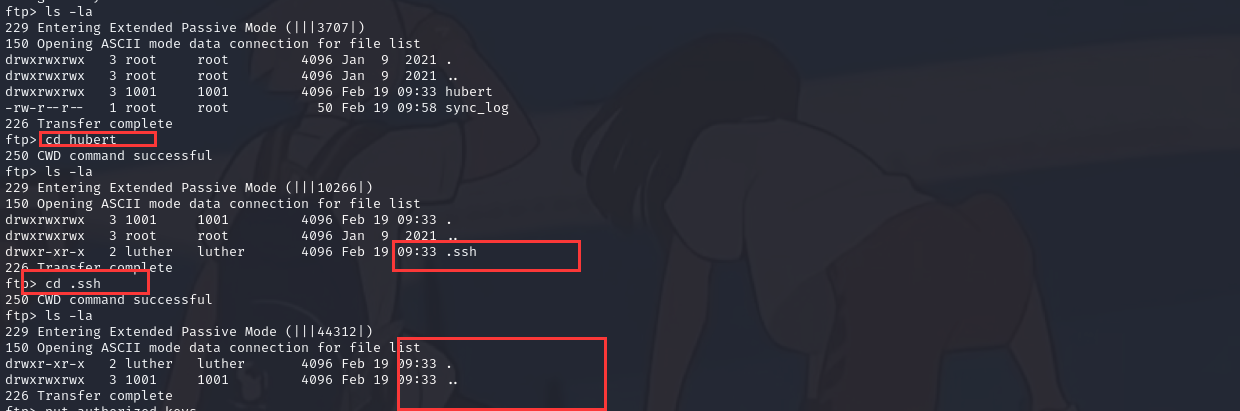 ftp> ls -la
229 Entering Extended Passive Mode (|||3707|)
150 Opening ASCII mode data connection for file list
drwxrwxrwx   3 root     root         4096 Jan  9  2021 .
drwxrwxrwx   3 root     root         4096 Jan  9  2021 ..
drwxrwxrwx   3 1001     1001         4096 Feb 19 09:33 hubert
-rw-r--r--   1 root     root           50 Feb 19 09:58 sync_log
226 Transfer complete
ftp> cd hubert
250 CWD command successful
ftp> ls -la
229 Entering Extended Passive Mode (|||10266|)
150 Opening ASCII mode data connection for file list
drwxrwxrwx   3 1001     1001         4096 Feb 19 09:33 .
drwxrwxrwx   3 root     root         4096 Jan  9  2021 ..
drwxr-xr-x   2 luther   luther       4096 Feb 19 09:33 .ssh
226 Transfer complete
ftp> cd .ssh
250 CWD command successful
ftp> ls -la
229 Entering Extended Passive Mode (|||44312|)
150 Opening ASCII mode data connection for file list
drwxr-xr-x   2 luther   luther       4096 Feb 19 09:33 .
drwxrwxrwx   3 1001     1001         4096 Feb 19 09:33 ..
226 Transfer complete
ftp> put authorized_keys